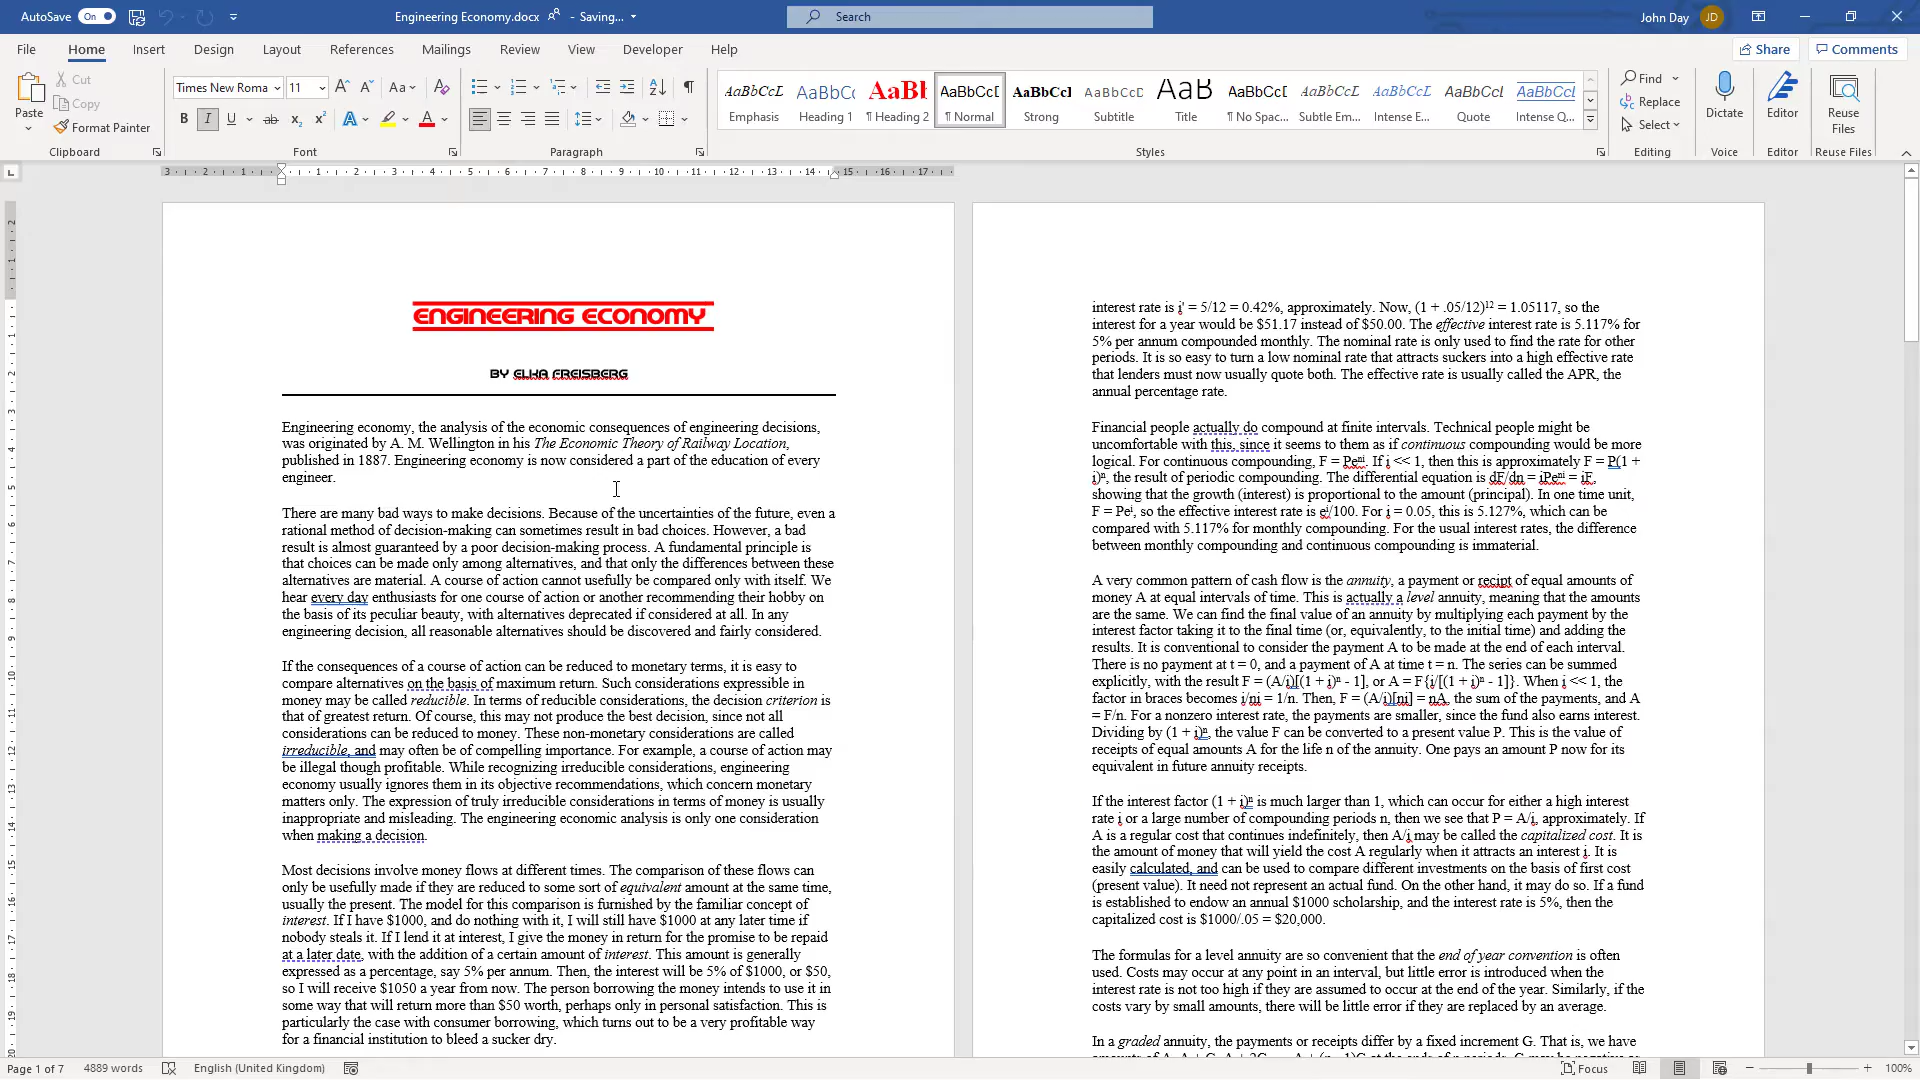 AutoSave On Engineering Economy.docx - Saving... Search John Day JD
File Home Insert Design Layout References Mailings Review View Developer Help Share Comments
Paste Cut Copy Format Painter Clipboard
Times New Roma 11 Font
Paragraph
AaBbCcL Emphasis AaBbC Heading 1 AaBb ¶ Heading 2 AaBbCcD ¶ Normal AaBbCc Strong AaBbCcD Subtitle AaB Title AaBbCcD ¶ No Spac... AaBbCcL Subtle Em... AaBbCcL Intense E... AaBbCcL Quote AaBbCcL Intense Q...
Styles
Find Replace Select Editing
Dictate Voice
Editor Editor
Reuse Files Reuse Files
3 2 1 1 2 3 4 5 6 7 8 9 10 11 12 13 14 15 16 17
ENGINEERING ECONOMY
BY ELKA FREISBERG
Engineering economy, the analysis of the economic consequences of engineering decisions,
was originated by A. M. Wellington in his The Economic Theory of Railway Location,
published in 1887. Engineering economy is now considered a part of the education of every
engineer.
There are many bad ways to make decisions. Because of the uncertainties of the future, even a
rational method of decision-making can sometimes result in bad choices. However, a bad
result is almost guaranteed by a poor decision-making process. A fundamental principle is
that choices can be made only among alternatives, and that only the differences between these
alternatives are material. A course of action cannot usefully be compared only with itself. We
hear every day enthusiasts for one course of action or another recommending their hobby on
the basis of its peculiar beauty, with alternatives deprecated if considered at all. In any
engineering decision, all reasonable alternatives should be discovered and fairly considered.
If the consequences of a course of action can be reduced to monetary terms, it is easy to
compare alternatives on the basis of maximum return. Such considerations expressible in
money may be called reducible. In terms of reducible considerations, the decision criterion is
that of greatest return. Of course, this may not produce the best decision, since not all
considerations can be reduced to money. These non-monetary considerations are called
irreducible, and may often be of compelling importance. For example, a course of action may
be illegal though profitable. While recognizing irreducible considerations, engineering
economy usually ignores them in its objective recommendations, which concern monetary
matters only. The expression of truly irreducible considerations in terms of money is usually
inappropriate and misleading. The engineering economic analysis is only one consideration
when making a decision.
Most decisions involve money flows at different times. The comparison of these flows can
only be usefully made if they are reduced to some sort of equivalent amount at the same time,
usually the present. The model for this comparison is furnished by the familiar concept of
interest. If I have $1000, and do nothing with it, I will still have $1000 at any later time if
nobody steals it. If I lend it at interest, I give the money in return for the promise to be repaid
at a later date, with the addition of a certain amount of interest. This amount is generally
expressed as a percentage, say 5% per annum. Then, the interest will be 5% of $1000, or $50,
so I will receive $1050 a year from now. The person borrowing the money intends to use it in
some way that will return more than $50 worth, perhaps only in personal satisfaction. This is
particularly the case with consumer borrowing, which turns out to be a very profitable way
for a financial institution to bleed a sucker dry.
interest rate is i' = 5/12 = 0.42%, approximately. Now, (1 + .05/12)¹² = 1.05117, so the
interest for a year would be $51.17 instead of $50.00. The effective interest rate is 5.117% for
5% per annum compounded monthly. The nominal rate is only used to find the rate for other
periods. It is so easy to turn a low nominal rate that attracts suckers into a high effective rate
that lenders must now usually quote both. The effective rate is usually called the APR, the
annual percentage rate.
Financial people actually do compound at finite intervals. Technical people might be
uncomfortable with this, since it seems to them as if continuous compounding would be more
logical. For continuous compounding, F = Peⁿⁱ. If i << 1, then this is approximately F = P(1 +
i)ⁿ, the result of periodic compounding. The differential equation is dF/dn = iPeⁿⁱ = iF,
showing that the growth (interest) is proportional to the amount (principal). In one time unit,
F = Peⁱ, so the effective interest rate is eⁱ/100. For i = 0.05, this is 5.127%, which can be
compared with 5.117% for monthly compounding. For the usual interest rates, the difference
between monthly compounding and continuous compounding is immaterial.
A very common pattern of cash flow is the annuity, a payment or recipt of equal amounts of
money A at equal intervals of time. This is actually a level annuity, meaning that the amounts
are the same. We can find the final value of an annuity by multiplying each payment by the
interest factor taking it to the final time (or, equivalently, to the initial time) and adding the
results. It is conventional to consider the payment A to be made at the end of each interval.
There is no payment at t = 0, and a payment of A at time t = n. The series can be summed
explicitly, with the result F = (A/i)[(1 + i)ⁿ - 1], or A = F{i/[(1 + i)ⁿ - 1]}. When i << 1, the
factor in braces becomes i/ni = 1/n. Then, F = (A/i)[ni] = nA, the sum of the payments, and A
= F/n. For a nonzero interest rate, the payments are smaller, since the fund also earns interest.
Dividing by (1 + i)ⁿ, the value F can be converted to a present value P. This is the value of
receipts of equal amounts A for the life n of the annuity. One pays an amount P now for its
equivalent in future annuity receipts.
If the interest factor (1 + i)ⁿ is much larger than 1, which can occur for either a high interest
rate i or a large number of compounding periods n, then we see that P = A/i, approximately. If
A is a regular cost that continues indefinitely, then A/i may be called the capitalized cost. It is
the amount of money that will yield the cost A regularly when it attracts an interest i. It is
easily calculated, and can be used to compare different investments on the basis of first cost
(present value). It need not represent an actual fund. On the other hand, it may do so. If a fund
is established to endow an annual $1000 scholarship, and the interest rate is 5%, then the
capitalized cost is $1000/.05 = $20,000.
The formulas for a level annuity are so convenient that the end of year convention is often
used. Costs may occur at any point in an interval, but little error is introduced when the
interest rate is not too high if they are assumed to occur at the end of the year. Similarly, if the
costs vary by small amounts, there will be little error if they are replaced by an average.
In a graded annuity, the payments or receipts differ by a fixed increment G. That is, we have
Page 1 of 7 4889 words English (United Kingdom) Focus 100%